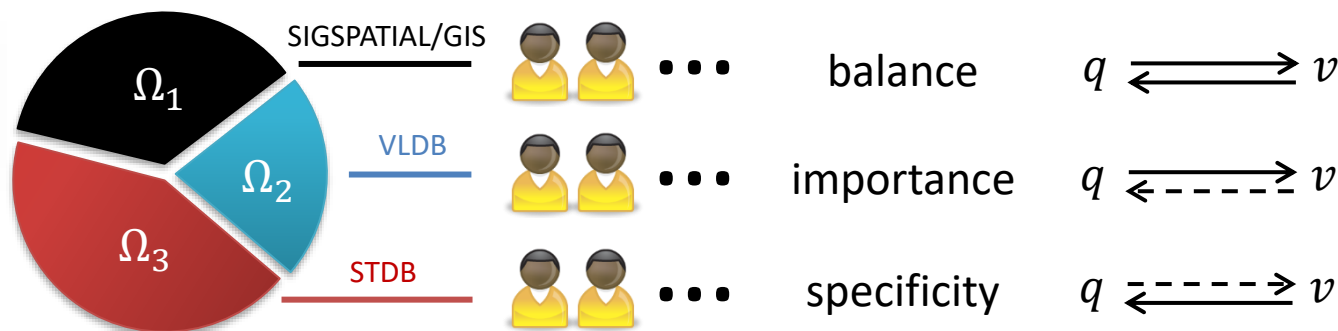 SIGSPATIAL/GIS
Ω₁ ••• balance q v
VLDB
Ω₂ ••• importance q v
Ω₃
STDB
••• specificity q v